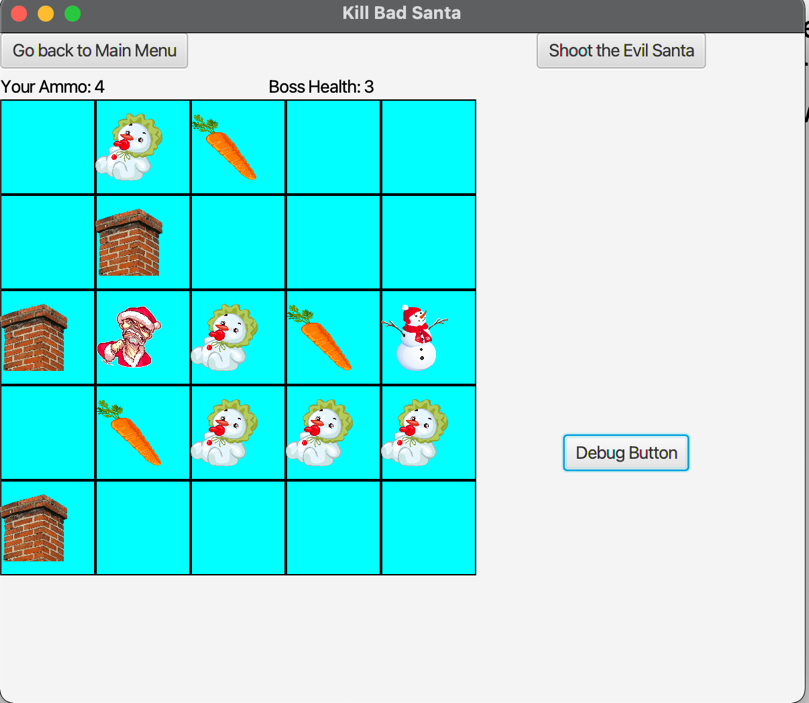 Kill Bad Santa
Go back to Main Menu
Shoot the Evil Santa
Your Ammo: 4
Boss Health: 3
Debug Button